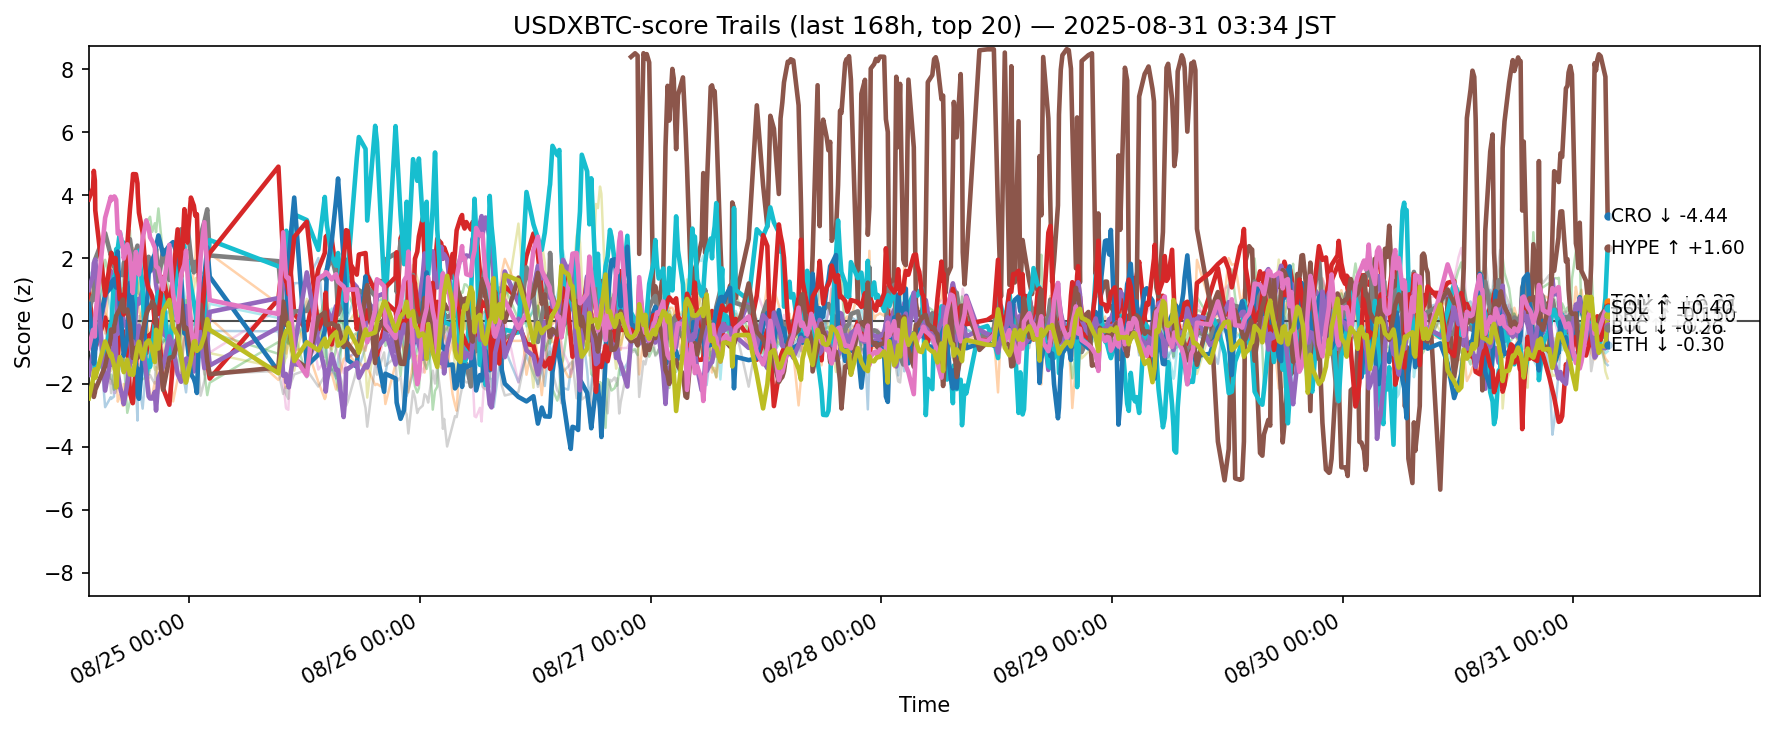 USDXBTC-score Trails (last 168h, top 20) — 2025-08-31 03:34 JST
Score (z)
8
6
4
2
0
−2
−4
−6
−8
CRO ↓ -4.44
HYPE ↑ +1.60
SOL ↑ +0.40
BTC ↓ -0.26
ETH ↓ -0.30
08/25 00:00
08/26 00:00
08/27 00:00
08/28 00:00
08/29 00:00
08/30 00:00
08/31 00:00
Time